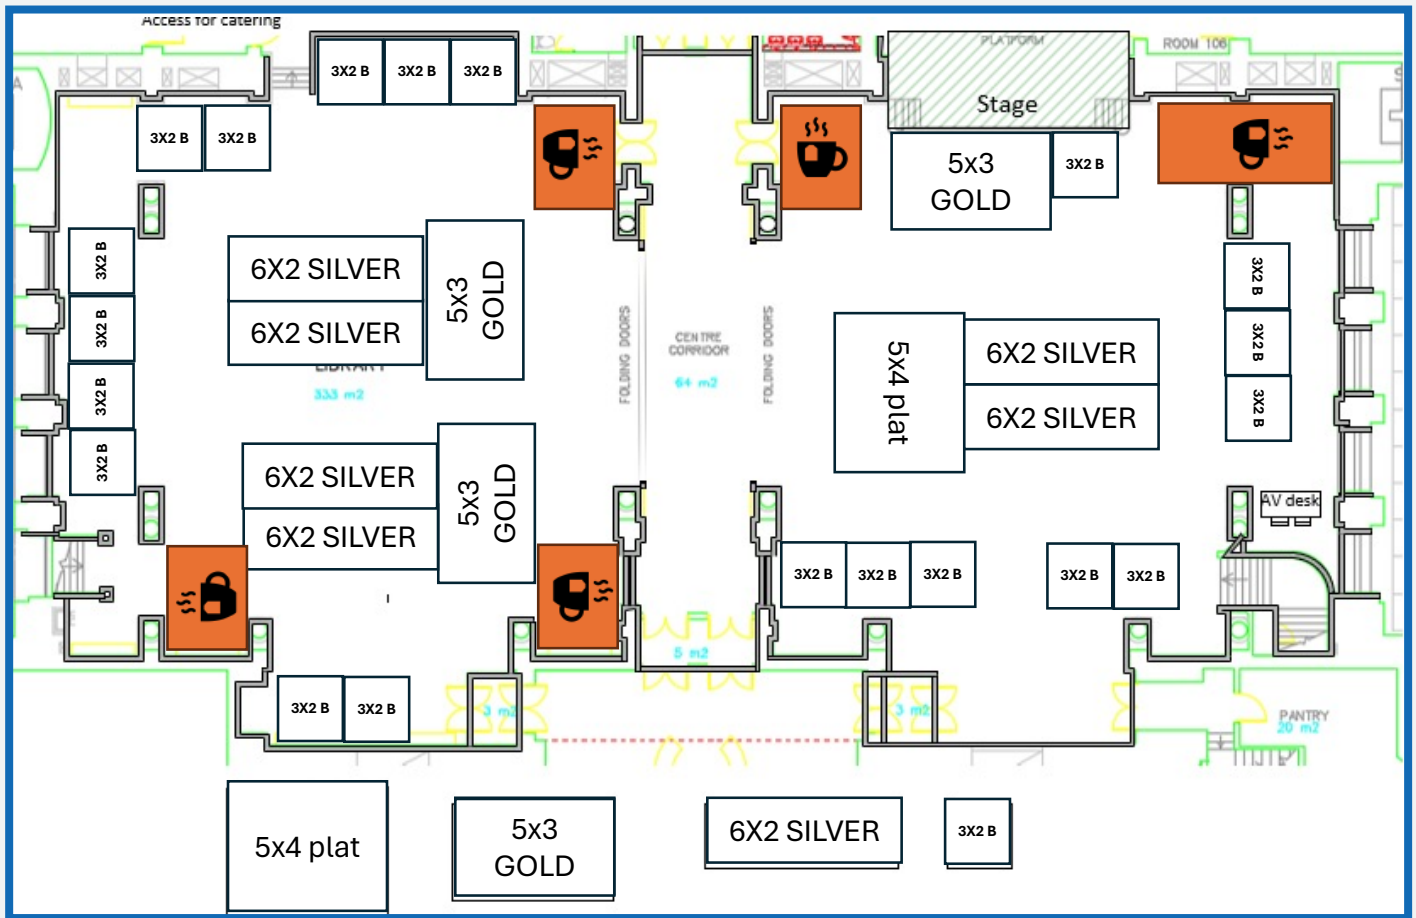 Access for catering
PLATFORM
ROOM 106
3X2 B
3X2 B
3X2 B
Stage
3X2 B
3X2 B
5x3
GOLD
3X2 B
3X2 B
3X2 B
3X2 B
3X2 B
6X2 SILVER
6X2 SILVER
5x3
GOLD
LIBRARY
333 m2
FOLDING DOORS
CENTRE
CORRIDOR
64 m2
FOLDING DOORS
5x4 plat
6X2 SILVER
6X2 SILVER
3X2 B
3X2 B
3X2 B
6X2 SILVER
6X2 SILVER
5x3
GOLD
AV desk
3X2 B
3X2 B
3X2 B
3X2 B
3X2 B
5 m2
3X2 B
3X2 B
3 m2
3 m2
PANTRY
20 m2
5x4 plat
5x3
GOLD
6X2 SILVER
3X2 B